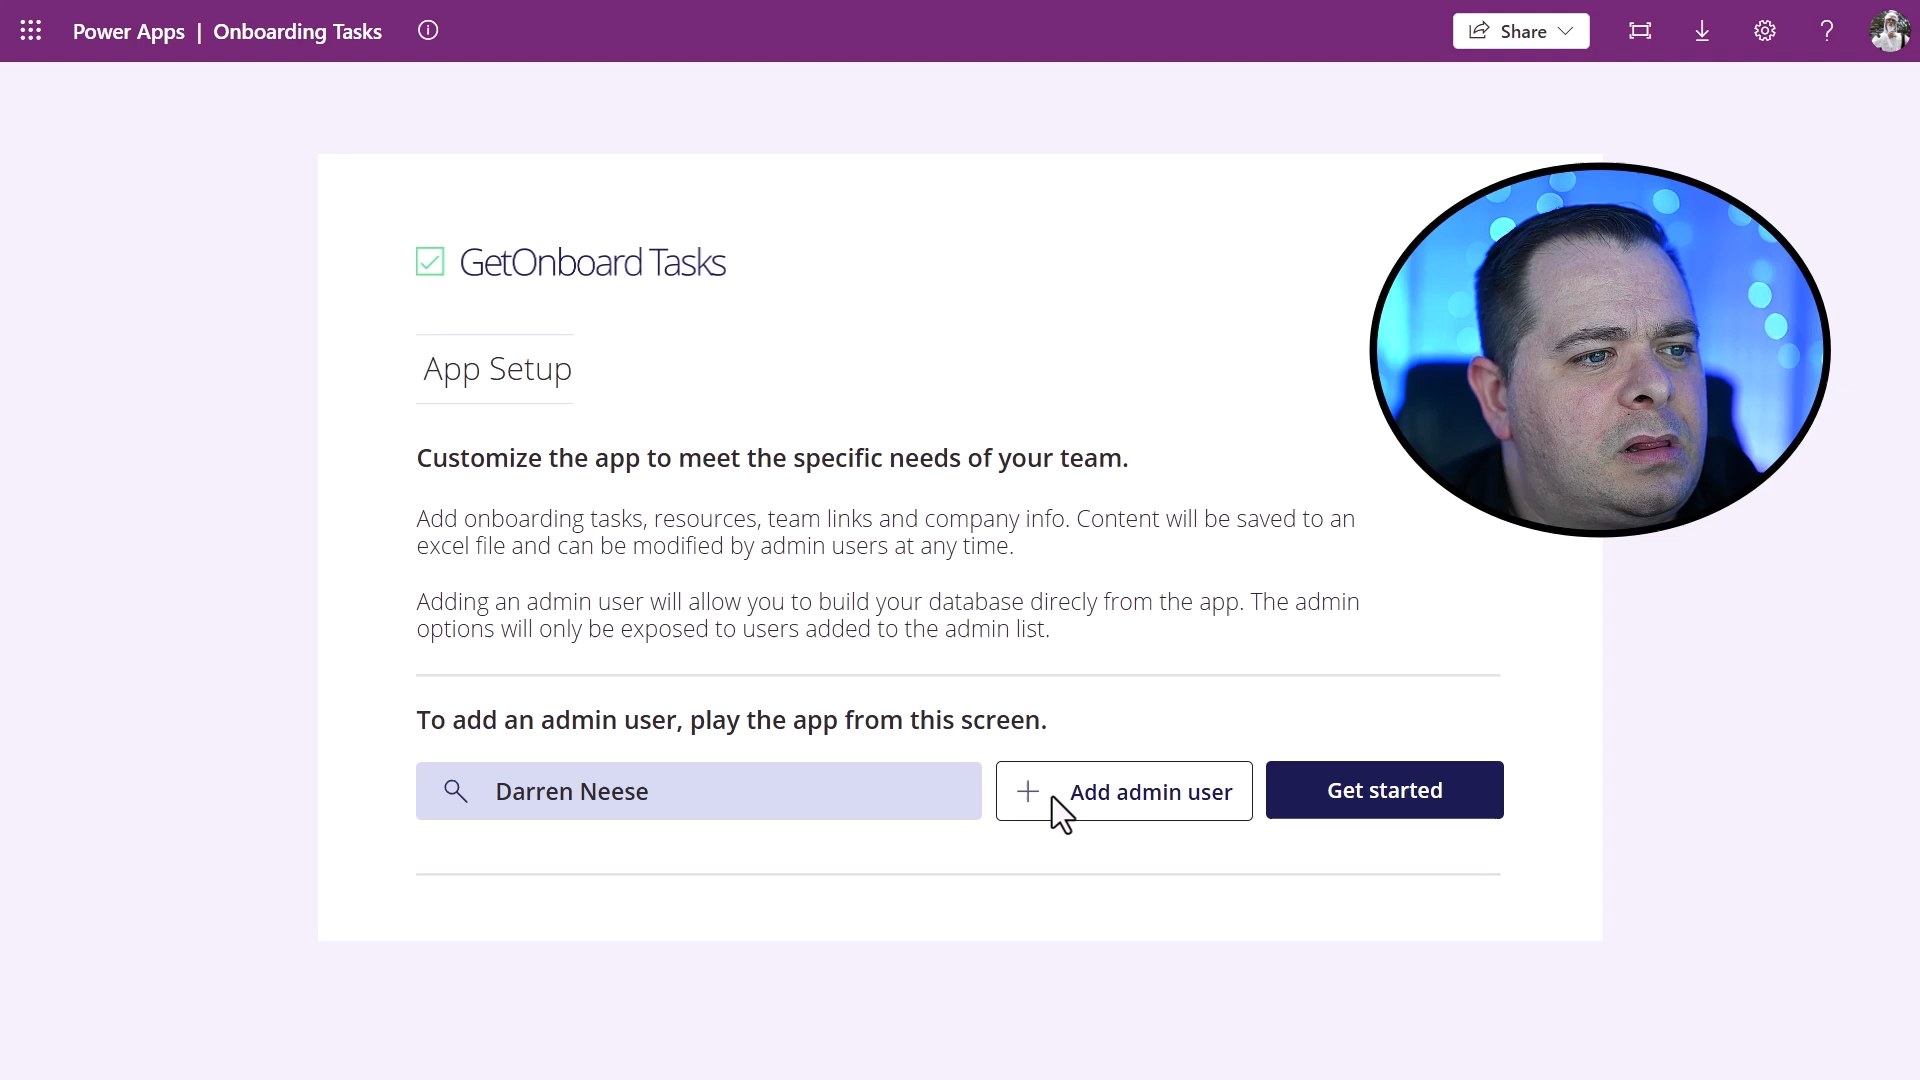 Power Apps | Onboarding Tasks
Share
GetOnboard Tasks
App Setup
Customize the app to meet the specific needs of your team.
Add onboarding tasks, resources, team links and company info. Content will be saved to an
excel file and can be modified by admin users at any time.
Adding an admin user will allow you to build your database direcly from the app. The admin
options will only be exposed to users added to the admin list.
To add an admin user, play the app from this screen.
Darren Neese
Add admin user
Get started